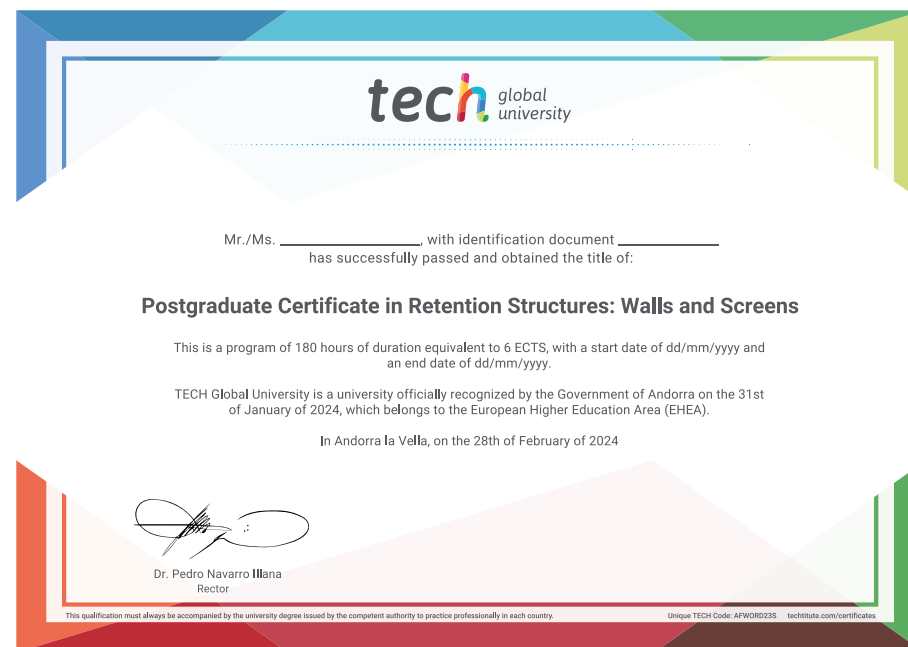 tech global university
Mr./Ms. ____________, with identification document ____________
has successfully passed and obtained the title of:
Postgraduate Certificate in Retention Structures: Walls and Screens
This is a program of 180 hours of duration equivalent to 6 ECTS, with a start date of dd/mm/yyyy and
an end date of dd/mm/yyyy.
TECH Global University is a university officially recognized by the Government of Andorra on the 31st
of January of 2024, which belongs to the European Higher Education Area (EHEA).
In Andorra la Vella, on the 28th of February of 2024
Dr. Pedro Navarro Illana
Rector
This qualification must always be accompanied by the university degree issued by the competent authority to practice professionally in each country.
Unique TECH Code: AFWORD23S techtitute.com/certificates